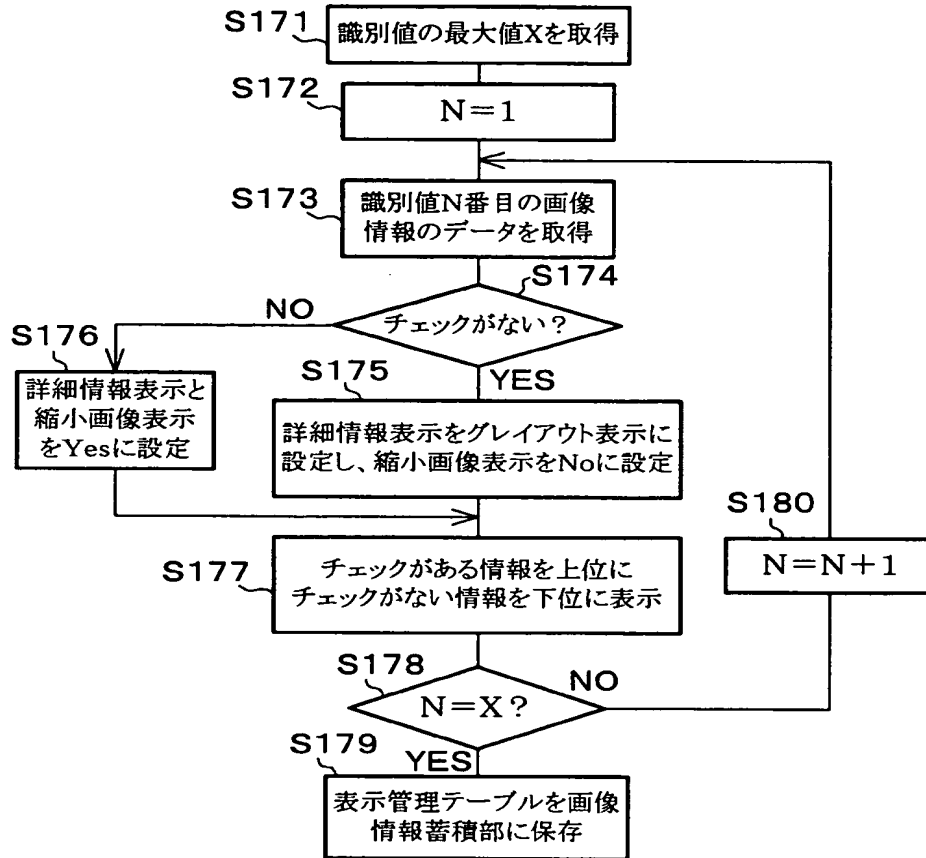 S171
識別値の最大値Xを取得
S172
N=1
S173
識別値N番目の画像
情報のデータを取得
S174
チェックがない?
NO
YES
S176
詳細情報表示と
縮小画像表示
をYesに設定
S175
詳細情報表示をグレイアウト表示に
設定し、縮小画像表示をNoに設定
S177
チェックがある情報を上位に
チェックがない情報を下位に表示
S180
N=N+1
S178
N=X?
NO
YES
S179
表示管理テーブルを画像
情報蓄積部に保存